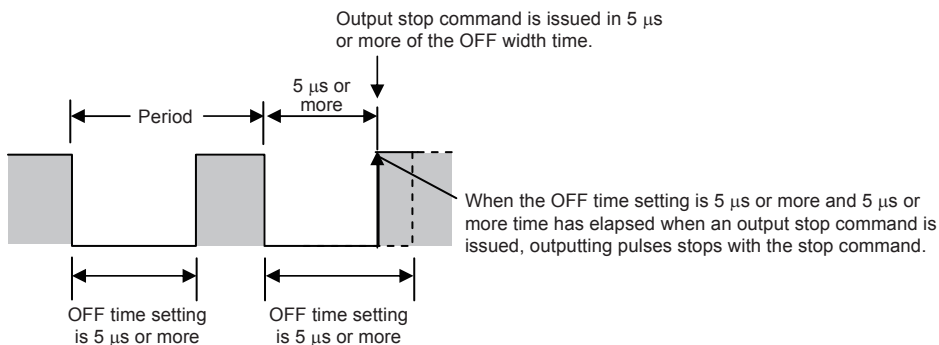 Output stop command is issued in 5 μs
or more of the OFF width time.
5 μs or
more
Period
When the OFF time setting is 5 μs or more and 5 μs or
more time has elapsed when an output stop command is
issued, outputting pulses stops with the stop command.
OFF time setting
is 5 μs or more
OFF time setting
is 5 μs or more